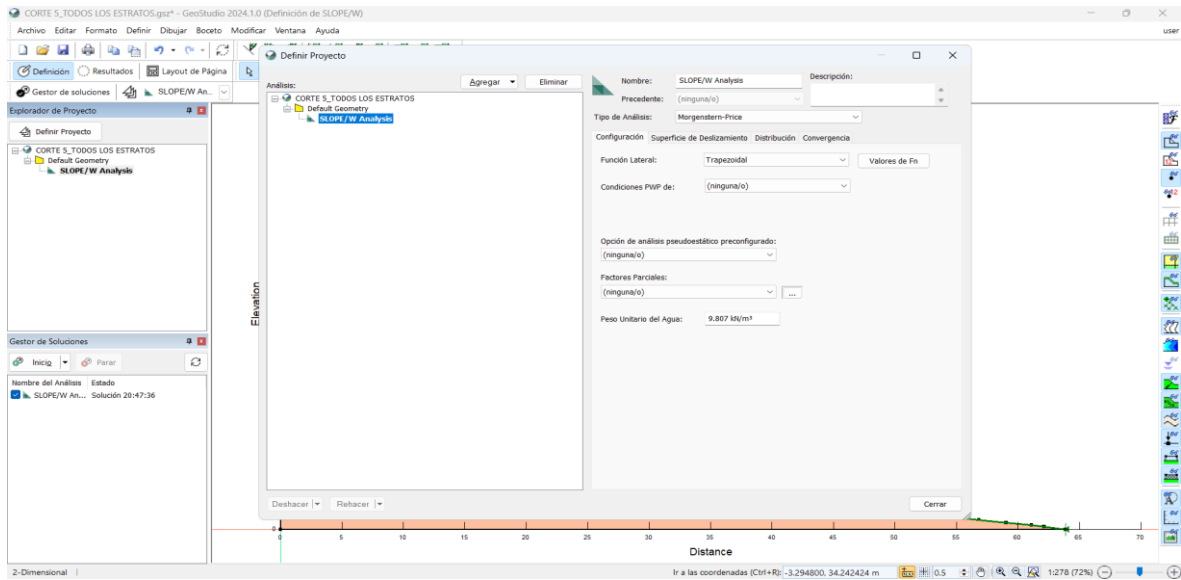 CORTE 5_TODOS LOS ESTRATOS.gsz* - GeoStudio 2024.1.0 (Definición de SLOPE/W)
Archivo Editar Formato Definir Dibujar Boceto Modificar Ventana Ayuda
user
Definición Resultados Layout de Página
Gestor de soluciones SLOPE/W An...
Explorador de Proyecto
Definir Proyecto
CORTE 5_TODOS LOS ESTRATOS
Default Geometry
SLOPE/W Analysis
Gestor de Soluciones
Inicio Parar
Nombre del Análisis Estado
SLOPE/W An... Solución 20:47:36
Definir Proyecto
Análisis:
Agregar Eliminar
CORTE 5_TODOS LOS ESTRATOS
Default Geometry
SLOPE/W Analysis
Nombre: SLOPE/W Analysis Descripción:
Precedente: (ninguna/o)
Tipo de Análisis: Morgenstern-Price
Configuración Superficie de Deslizamiento Distribución Convergencia
Función Lateral: Trapezoidal Valores de Fn
Condiciones PWP de: (ninguna/o)
Opción de análisis pseudoestático preconfigurado:
(ninguna/o)
Factores Parciales:
(ninguna/o) ...
Peso Unitario del Agua: 9.807 kN/m³
Deshacer Rehacer Cerrar
Elevation
0
0 5 10 15 20 25 30 35 40 45 50 55 60 65 70
Distance
2-Dimensional Ir a las coordenadas (Ctrl+R): -3.294800, 34.242424 m 0.5 1:278 (72%)